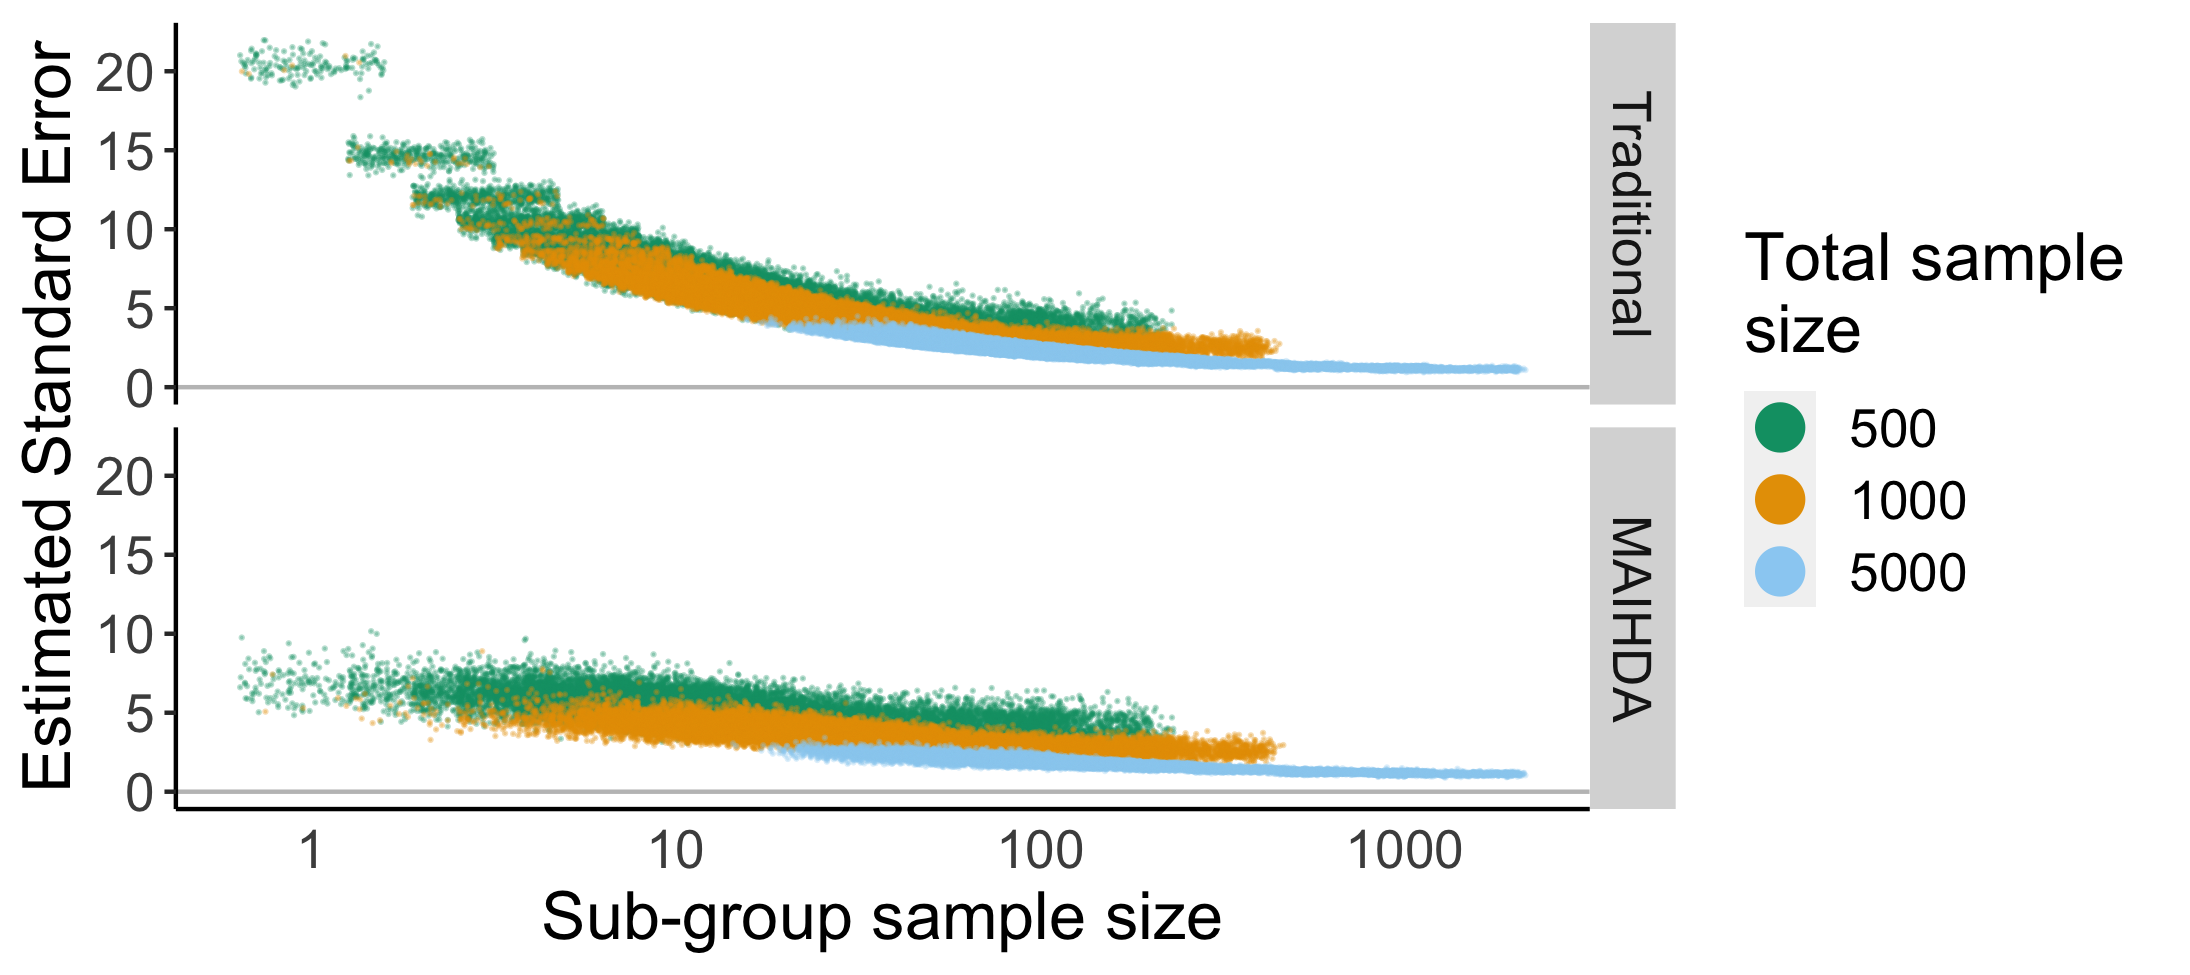 Estimated Standard Error
20
15
10
5
0
Traditional
20
15
10
5
0
MAIHDA
1 10 100 1000
Sub-group sample size
Total sample
size
500
1000
5000